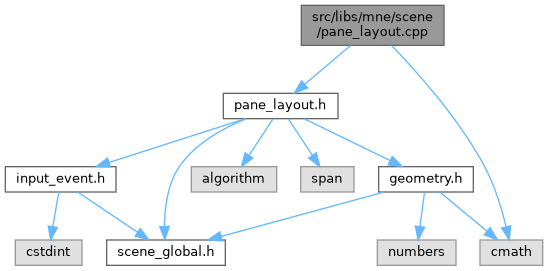 src/libs/mne/scene
/pane_layout.cpp
pane_layout.h
input_event.h
algorithm
span
geometry.h
cstdint
scene_global.h
numbers
cmath